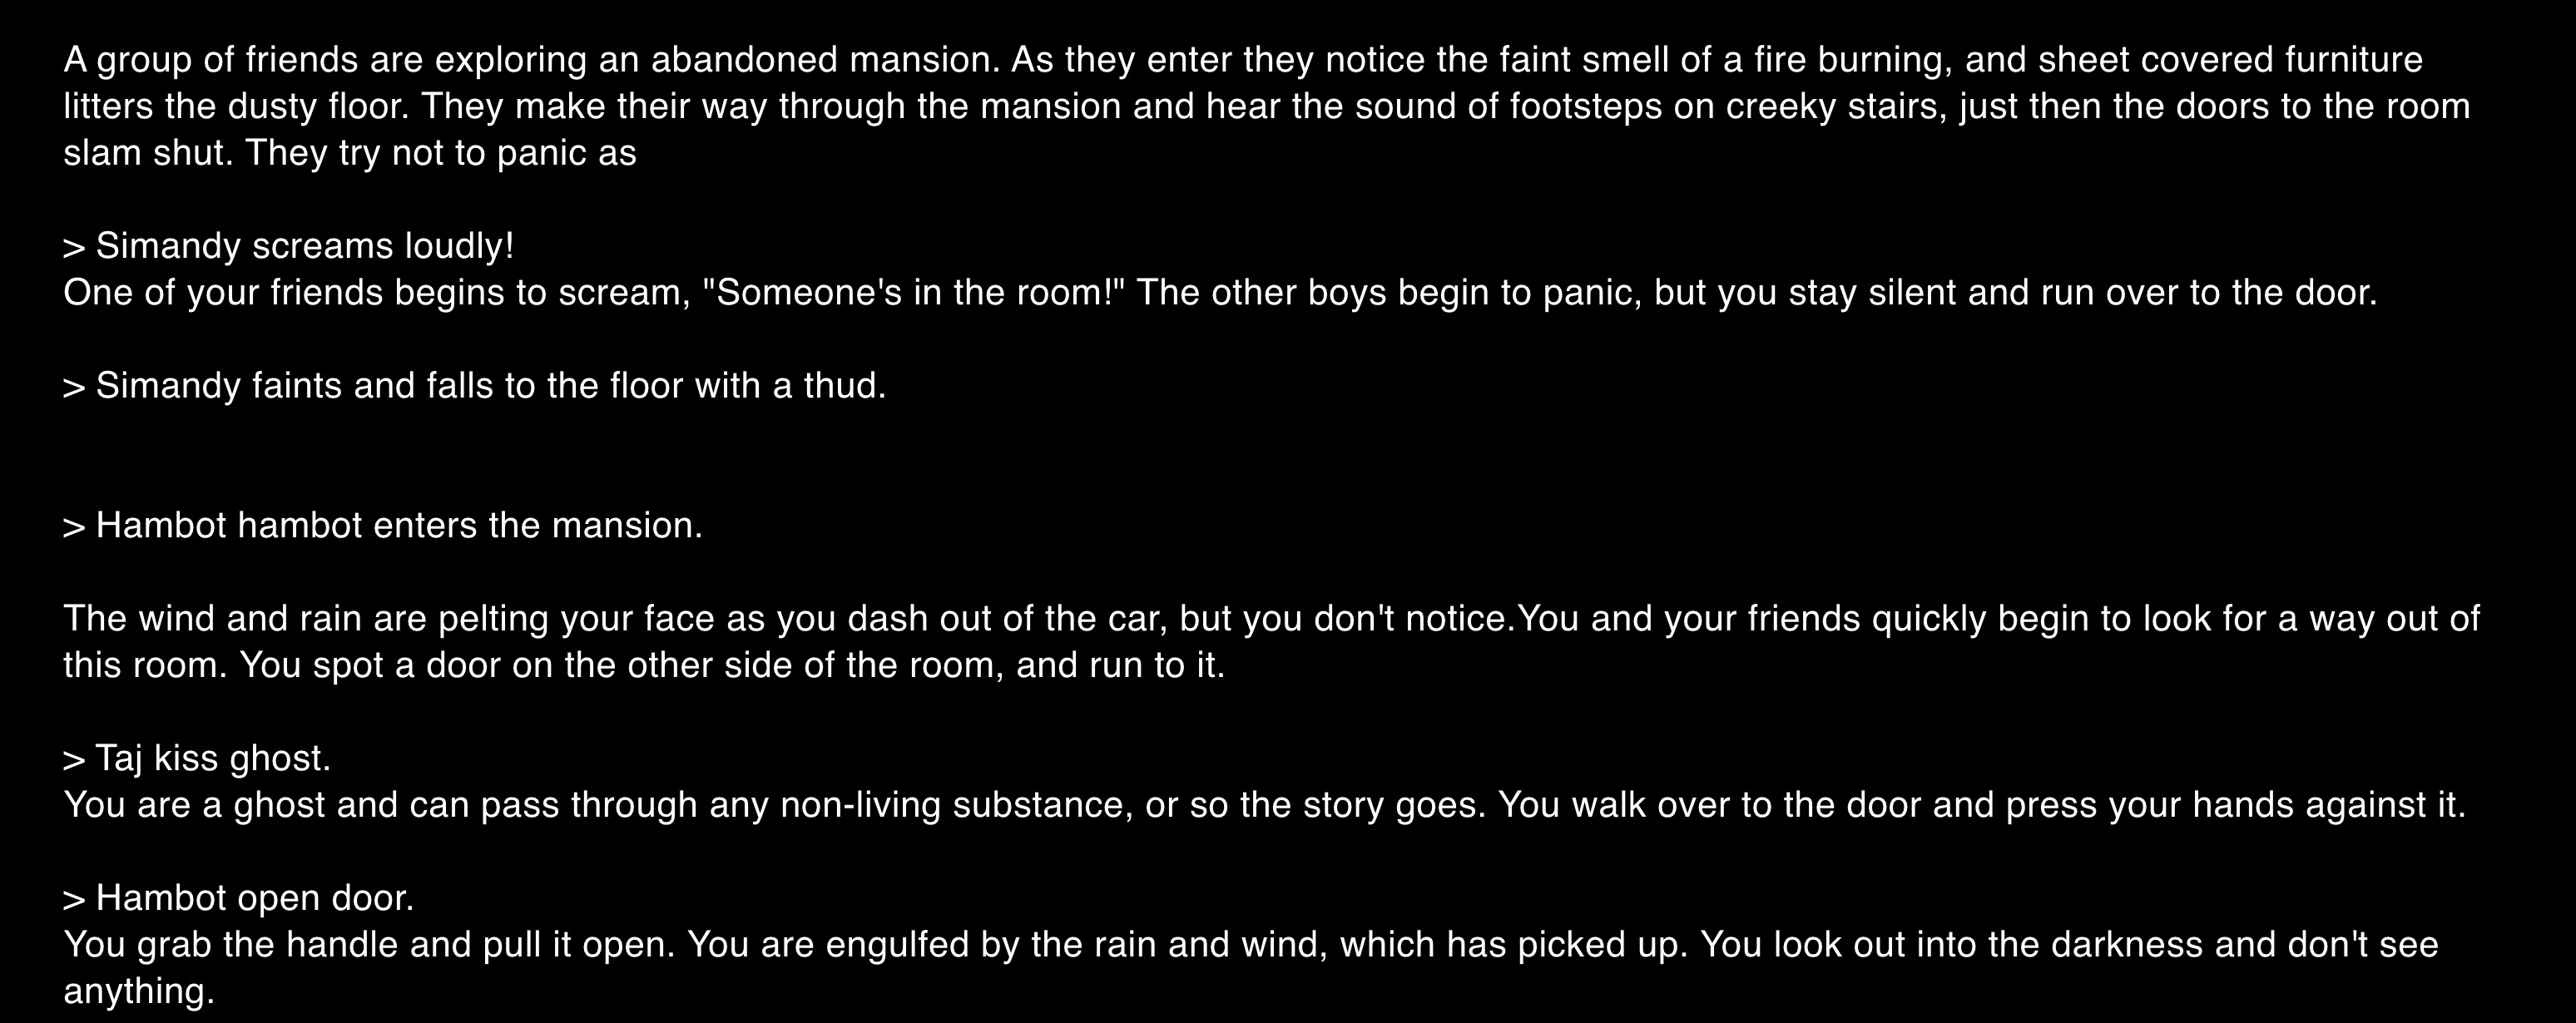 A group of friends are exploring an abandoned mansion. As they enter they notice the faint smell of a fire burning, and sheet covered furniture
litters the dusty floor. They make their way through the mansion and hear the sound of footsteps on creeky stairs, just then the doors to the room
slam shut. They try not to panic as
> Simandy screams loudly!
One of your friends begins to scream, "Someone's in the room!" The other boys begin to panic, but you stay silent and run over to the door.
> Simandy faints and falls to the floor with a thud.
> Hambot hambot enters the mansion.
The wind and rain are pelting your face as you dash out of the car, but you don't notice.You and your friends quickly begin to look for a way out of
this room. You spot a door on the other side of the room, and run to it.
> Taj kiss ghost.
You are a ghost and can pass through any non-living substance, or so the story goes. You walk over to the door and press your hands against it.
> Hambot open door.
You grab the handle and pull it open. You are engulfed by the rain and wind, which has picked up. You look out into the darkness and don't see
anything.